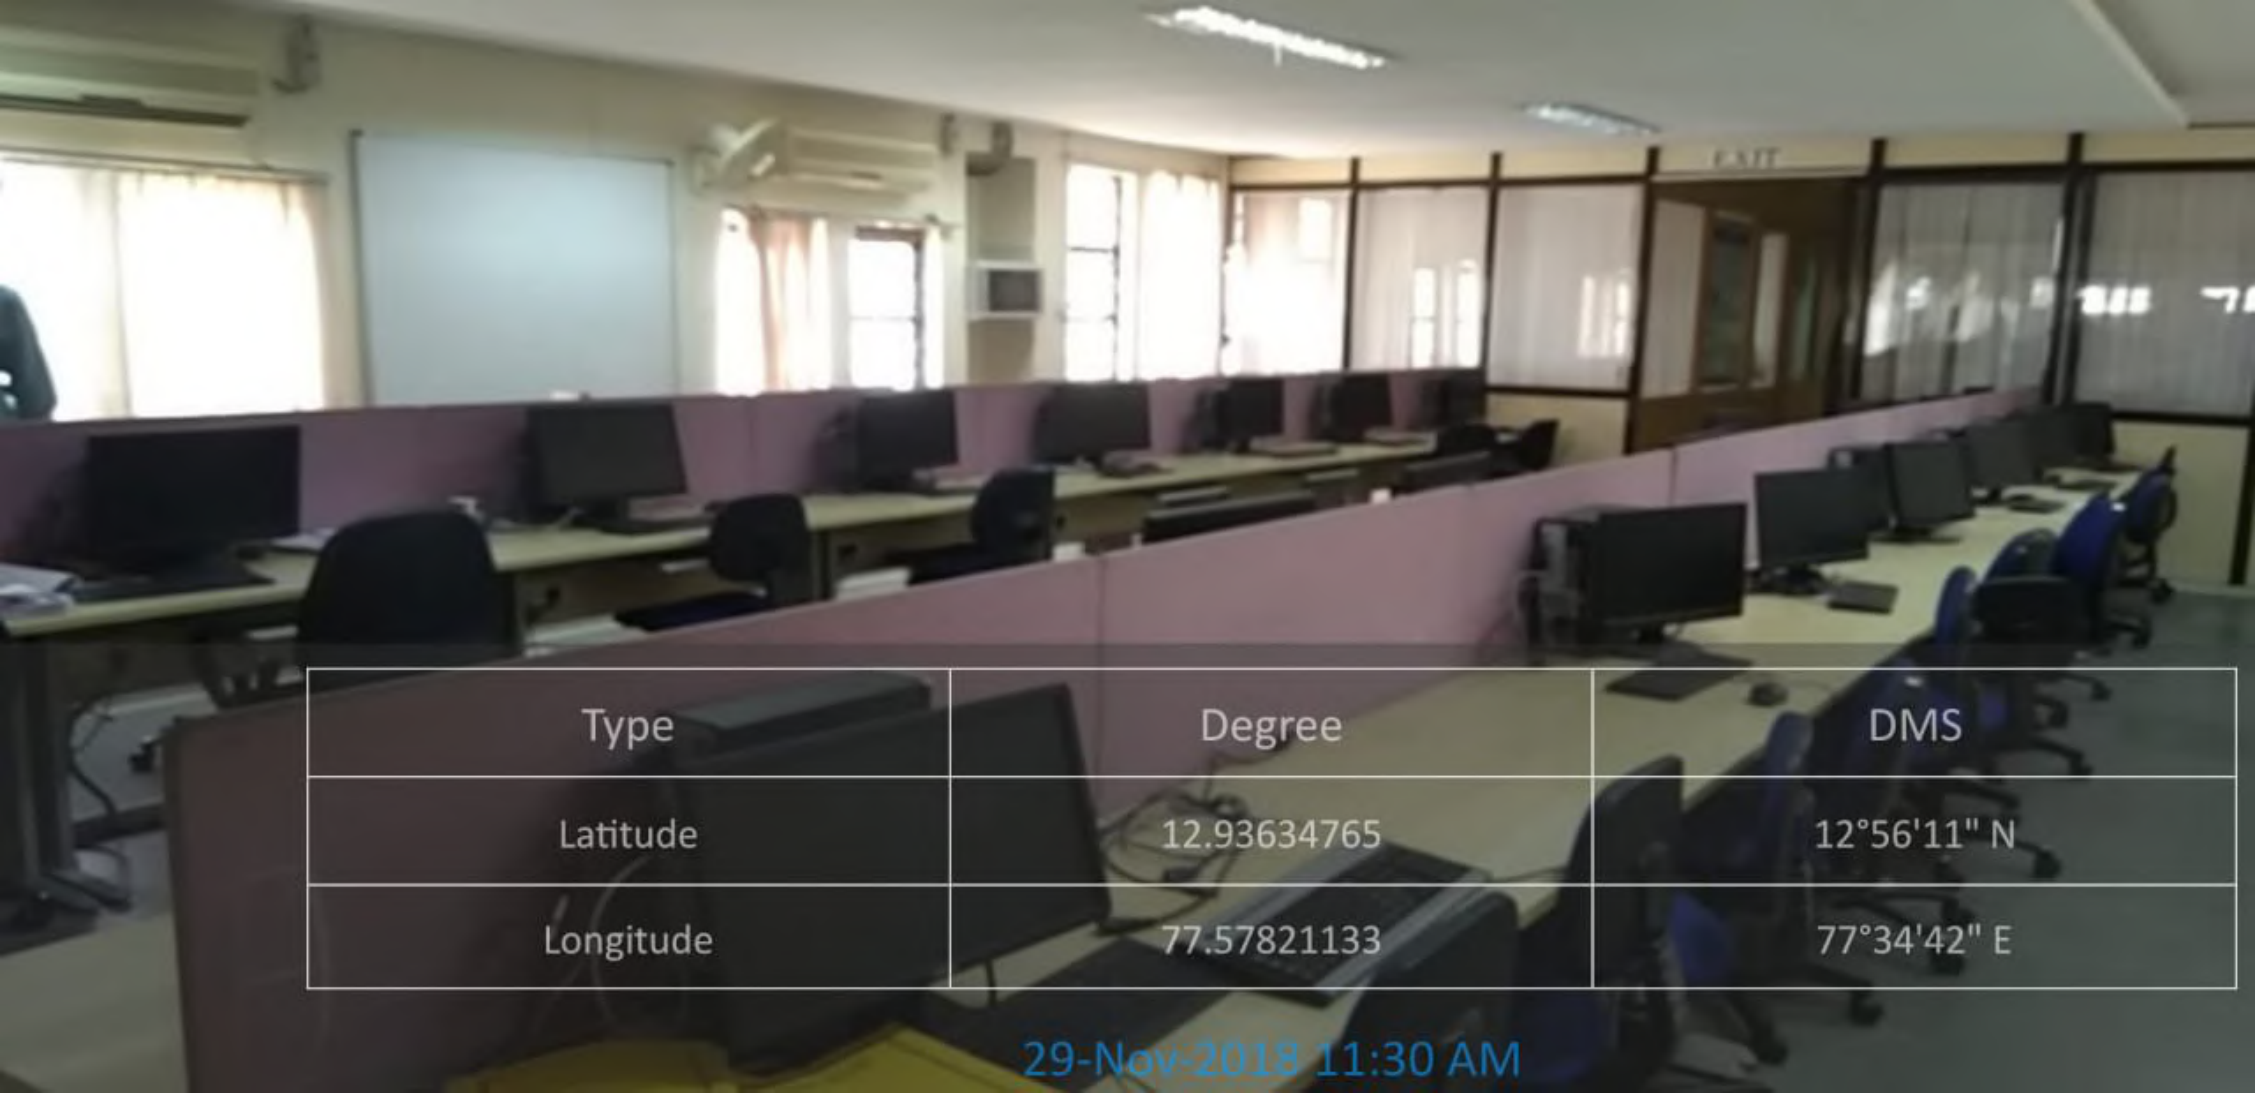 EXIT
Type Degree DMS
Latitude 12.93634765 12°56'11" N
Longitude 77.57821133 77°34'42" E
29-Nov-2018 11:30 AM